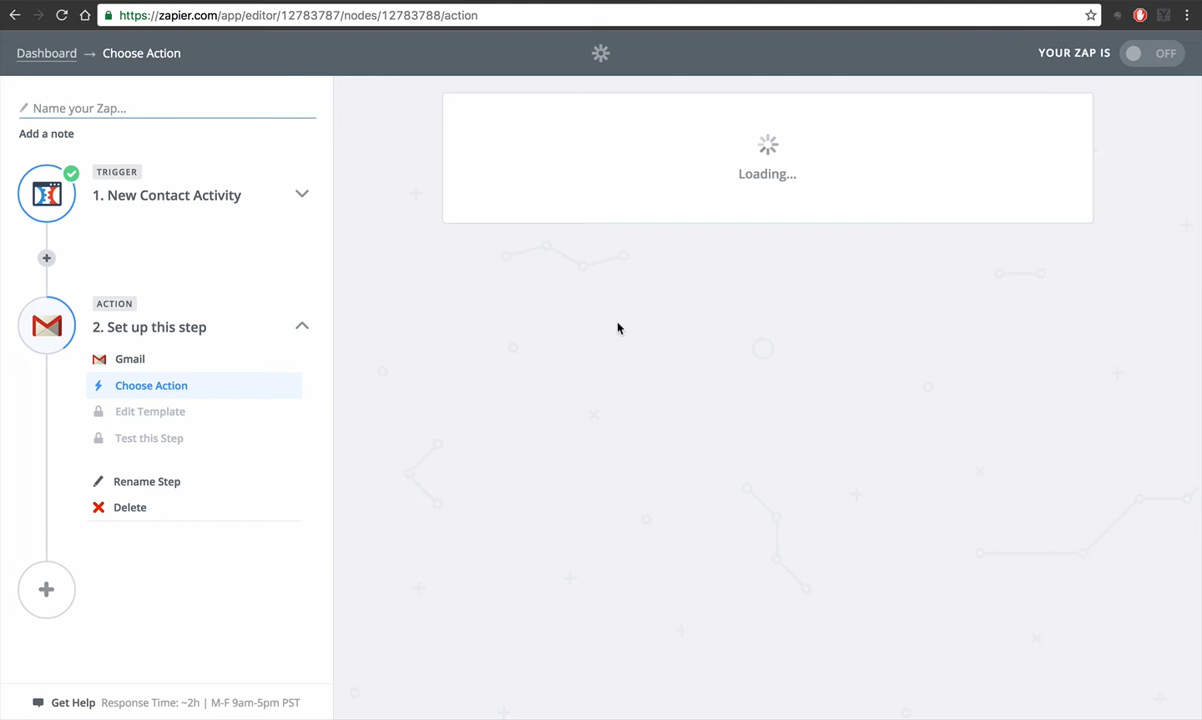 https://zapier.com/app/editor/12783787/nodes/12783788/action
Dashboard → Choose Action
YOUR ZAP IS OFF
Name your Zap...
Add a note
TRIGGER
1. New Contact Activity
ACTION
2. Set up this step
Gmail
Choose Action
Edit Template
Test this Step
Rename Step
Delete
Get Help Response Time: ~2h | M-F 9am-5pm PST
Loading...